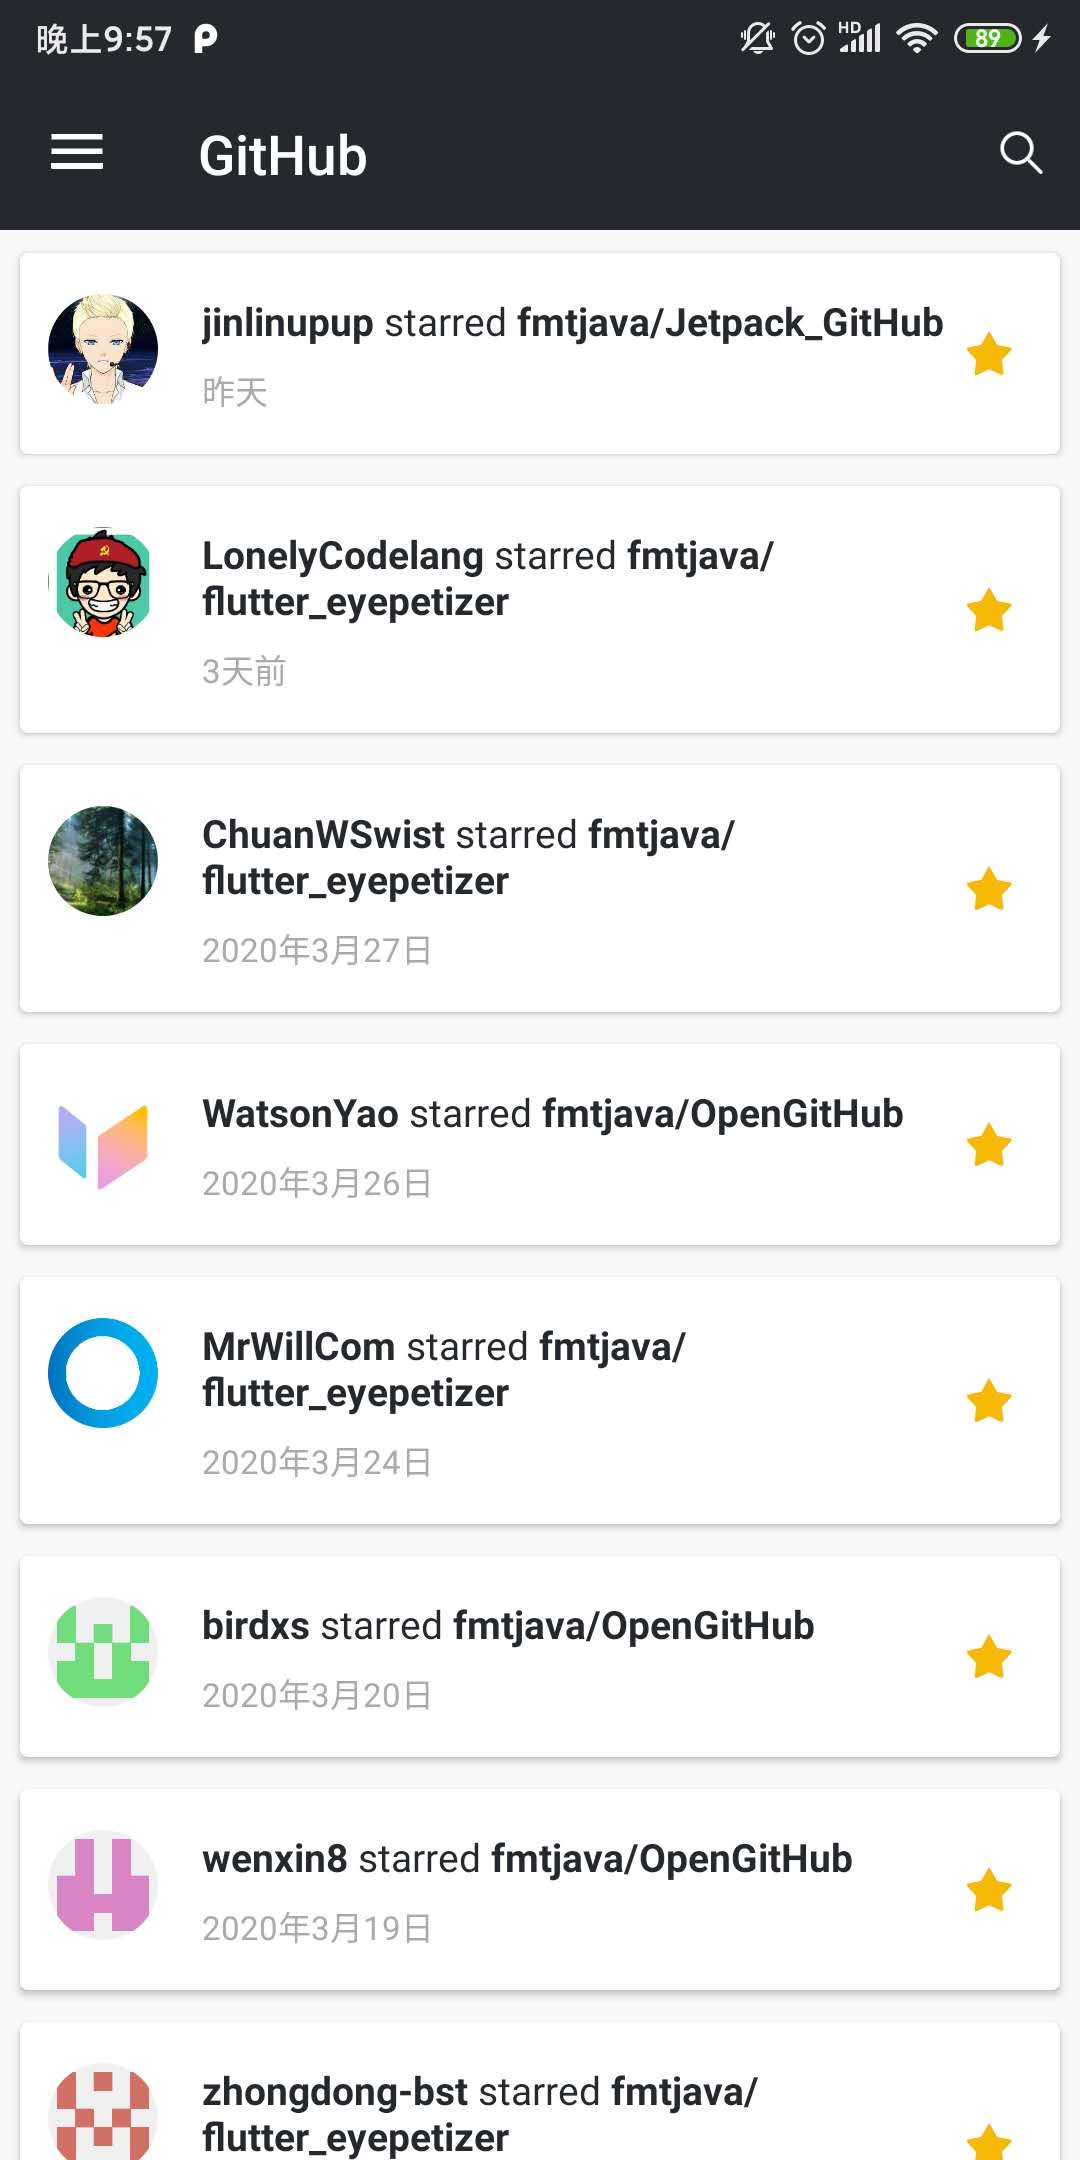 晚上9:57
HD
89
GitHub
jinlinupup starred fmtjava/Jetpack_GitHub
昨天
LonelyCodelang starred fmtjava/
flutter_eyepetizer
3天前
ChuanWSwist starred fmtjava/
flutter_eyepetizer
2020年3月27日
WatsonYao starred fmtjava/OpenGitHub
2020年3月26日
MrWillCom starred fmtjava/
flutter_eyepetizer
2020年3月24日
birdxs starred fmtjava/OpenGitHub
2020年3月20日
wenxin8 starred fmtjava/OpenGitHub
2020年3月19日
zhongdong-bst starred fmtjava/
flutter_eyepetizer